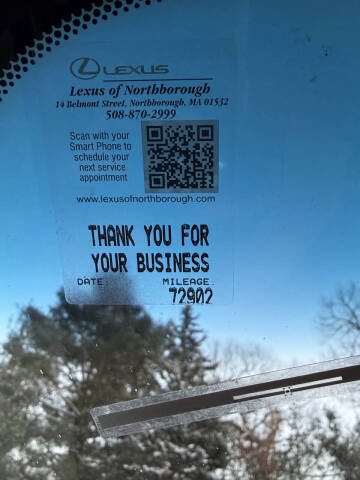 LEXUS
Lexus of Northborough
14 Belmont Street, Northborough, MA 01532
508-870-2999
Scan with your
Smart Phone to
schedule your
next service
appointment
www.lexusofnorthborough.com
THANK YOU FOR
YOUR BUSINESS
DATE: MILEAGE:
72902